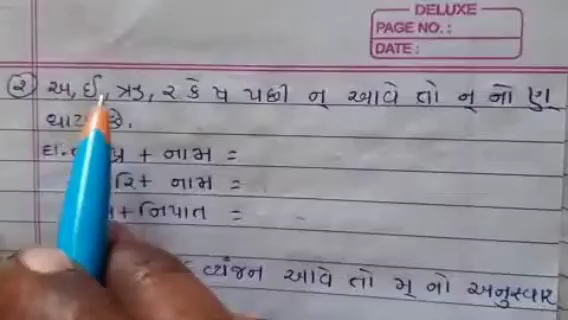 DELUXE
PAGE NO.:
DATE:
૨ અ, ઈ, ઋ, ર કે ષ પછી ન્ આવે તો ન્ નો ણ્
દા.ત. + નામ =
+ નામ =
+ નિપાત =
વ્યંજન આવે તો મ્ નો અનુસ્વાર